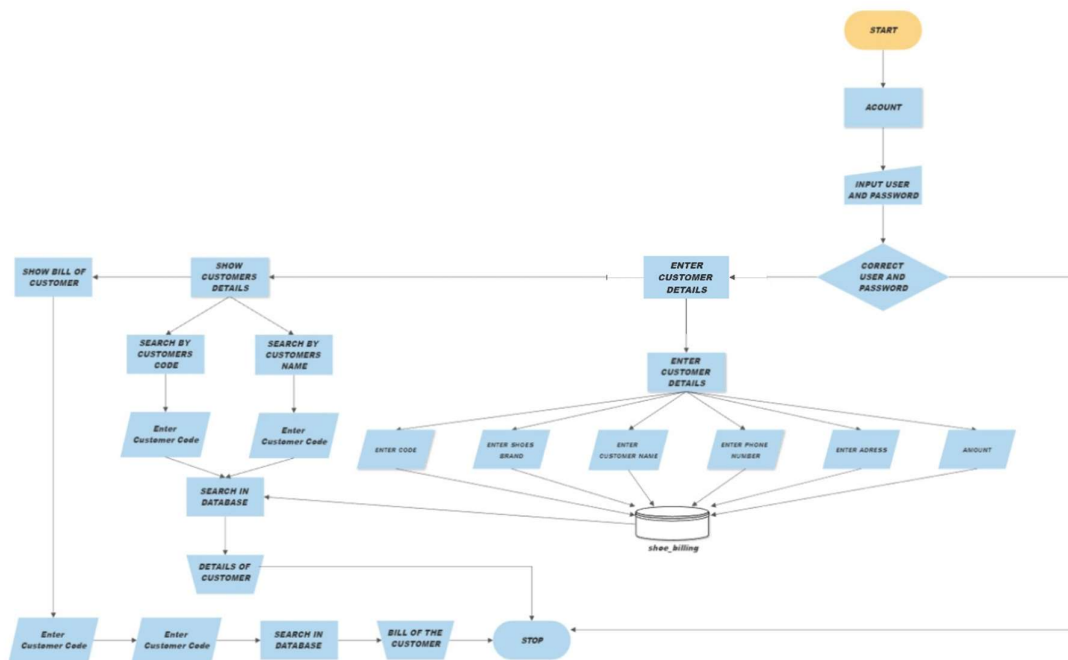 START
ACOUNT
INPUT USER
AND PASSWORD
CORRECT
USER AND
PASSWORD
ENTER
CUSTOMER
DETAILS
SHOW
CUSTOMERS
DETAILS
SHOW BILL OF
CUSTOMER
SEARCH BY
CUSTOMERS
CODE
SEARCH BY
CUSTOMERS
NAME
ENTER
CUSTOMER
DETAILS
Enter
Customer Code
Enter
Customer Code
ENTER CODE
ENTER SHOES
BRAND
ENTER
CUSTOMER NAME
ENTER PHONE
NUMBER
ENTER ADRESS
AMOUNT
SEARCH IN
DATABASE
shoe_billing
DETAILS OF
CUSTOMER
Enter
Customer Code
Enter
Customer Code
SEARCH IN
DATABASE
BILL OF THE
CUSTOMER
STOP